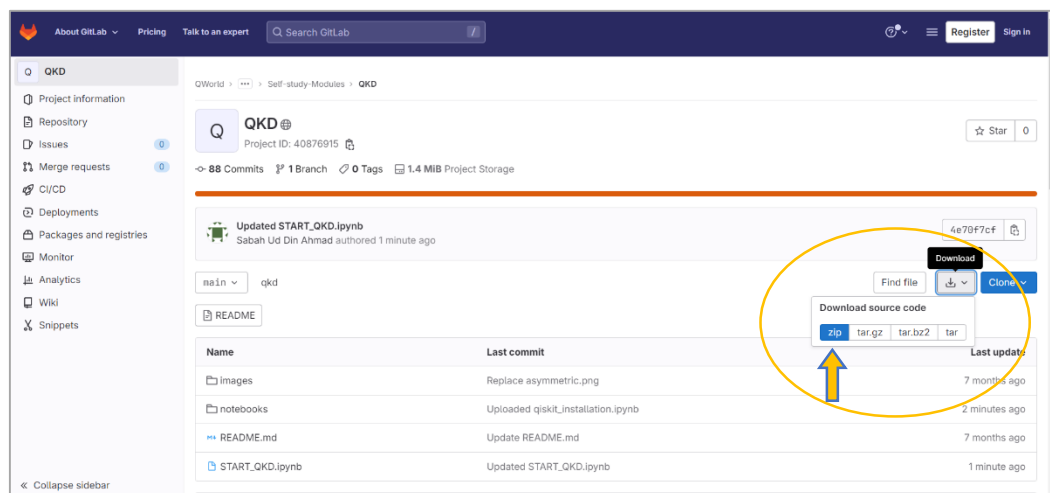 About GitLab Pricing Talk to an expert Search GitLab / Register Sign in
Q QKD
Project information
Repository
Issues 0
Merge requests 0
CI/CD
Deployments
Packages and registries
Monitor
Analytics
Wiki
Snippets
« Collapse sidebar
QWorld > ... > Self-study-Modules > QKD
Q
QKD
Project ID: 40876915
Star 0
88 Commits 1 Branch 0 Tags 1.4 MiB Project Storage
Updated START_QKD.ipynb
Sabah Ud Din Ahmad authored 1 minute ago
4e70f7cf
Download
main qkd Find file Clone
README
Download source code
zip tar.gz tar.bz2 tar
Name Last commit Last update
images Replace asymmetric.png 7 months ago
notebooks Uploaded qiskit_installation.ipynb 2 minutes ago
M+ README.md Update README.md 7 months ago
START_QKD.ipynb Updated START_QKD.ipynb 1 minute ago